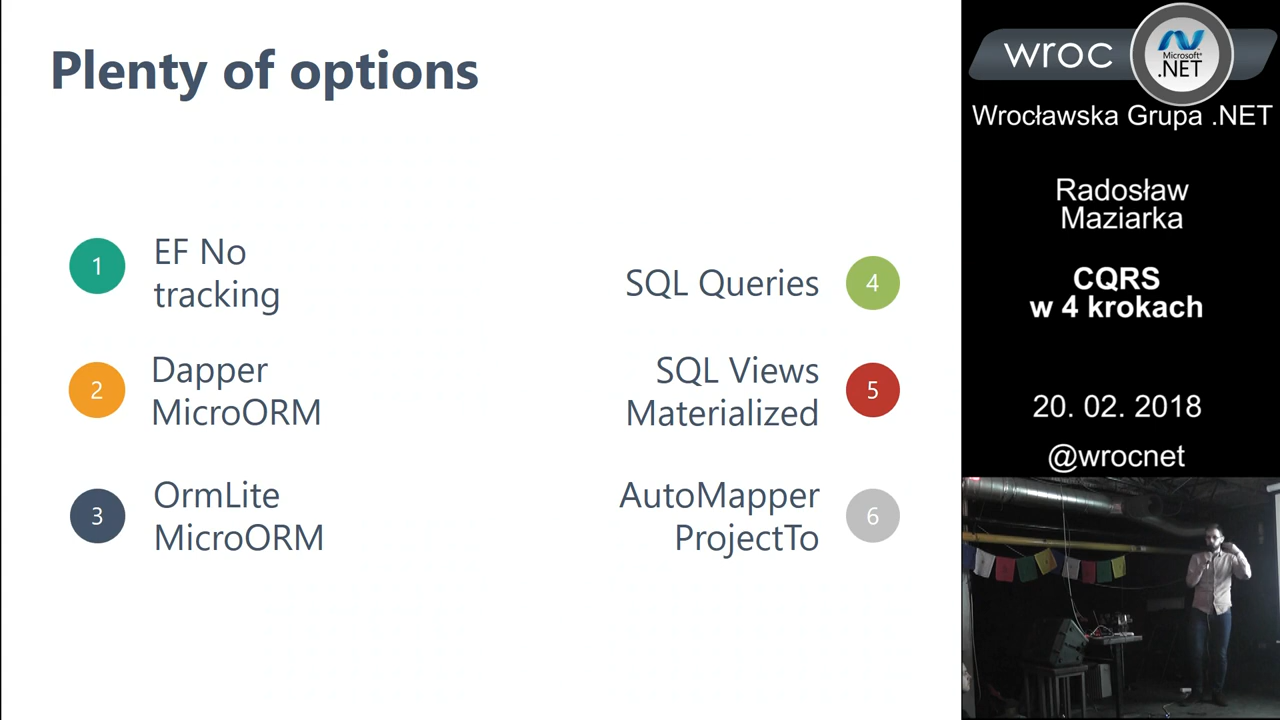 Plenty of options
1
EF No
tracking
2
Dapper
MicroORM
3
OrmLite
MicroORM
SQL Queries
4
SQL Views
Materialized
5
AutoMapper
ProjectTo
6
wroc
Microsoft
.NET
Wrocławska Grupa .NET
Radosław
Maziarka
CQRS
w 4 krokach
20. 02. 2018
@wrocnet